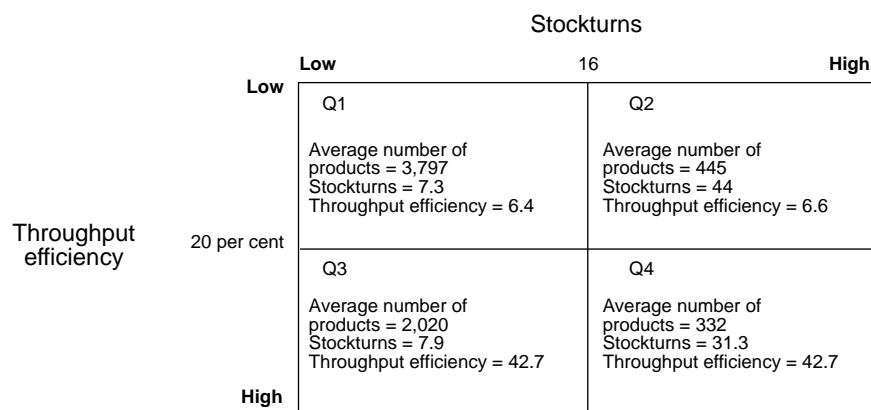 Stockturns
Low 16 High
Low
Q1
Average number of
products = 3,797
Stockturns = 7.3
Throughput efficiency = 6.4
Q2
Average number of
products = 445
Stockturns = 44
Throughput efficiency = 6.6
Throughput
efficiency
20 per cent
Q3
Average number of
products = 2,020
Stockturns = 7.9
Throughput efficiency = 42.7
Q4
Average number of
products = 332
Stockturns = 31.3
Throughput efficiency = 42.7
High